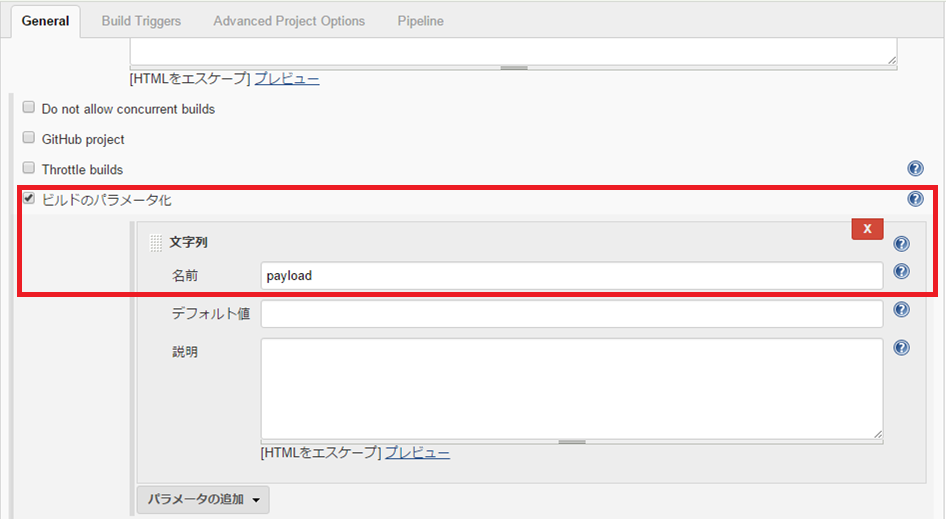 General Build Triggers Advanced Project Options Pipeline
[HTMLをエスケープ] プレビュー
Do not allow concurrent builds
GitHub project
Throttle builds
ビルドのパラメータ化
X
文字列
名前 payload
デフォルト値
説明
[HTMLをエスケープ] プレビュー
パラメータの追加